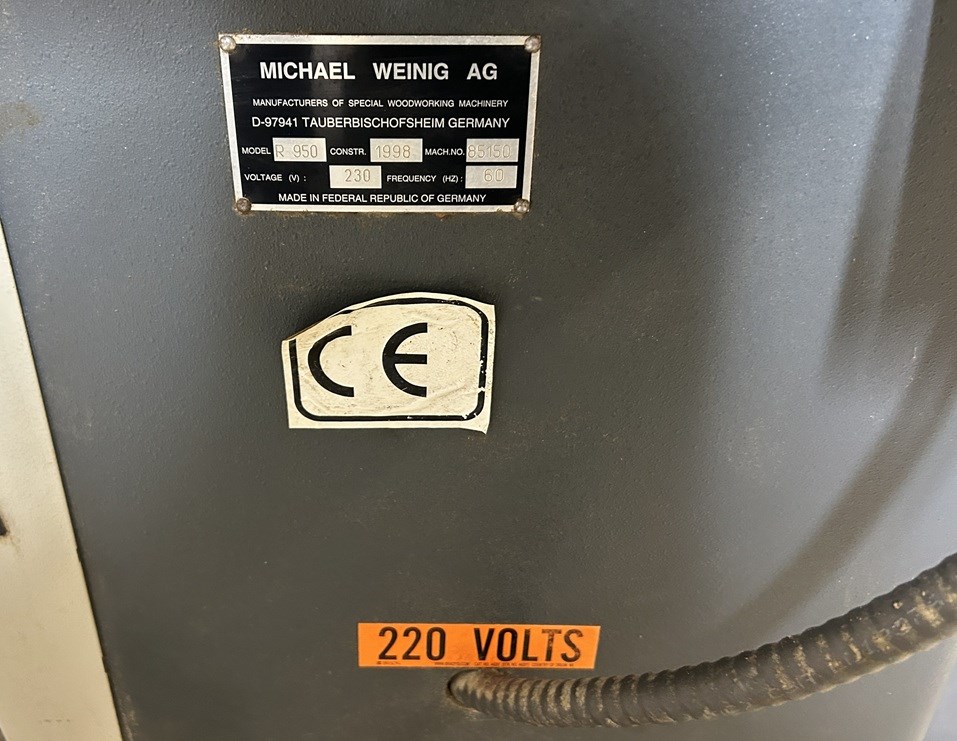 MICHAEL WEINIG AG
MANUFACTURERS OF SPECIAL WOODWORKING MACHINERY
D-97941 TAUBERBISCHOFSHEIM GERMANY
MODEL R 950 CONSTR. 1998 MACH.NO. 85150
VOLTAGE (V) : 230 FREQUENCY (HZ) : 60
MADE IN FEDERAL REPUBLIC OF GERMANY
CE
220 VOLTS